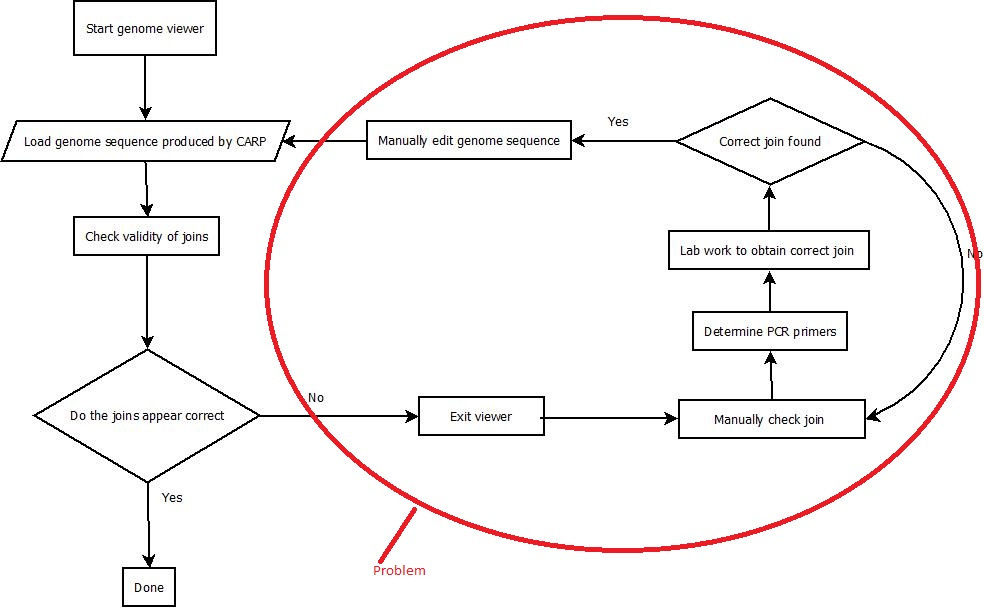 Start genome viewer
Load genome sequence produced by CARP
Manually edit genome sequence
Yes
Correct join found
Check validity of joins
Lab work to obtain correct join
No
Determine PCR primers
Do the joins appear correct
No
Exit viewer
Manually check join
Yes
Problem
Done